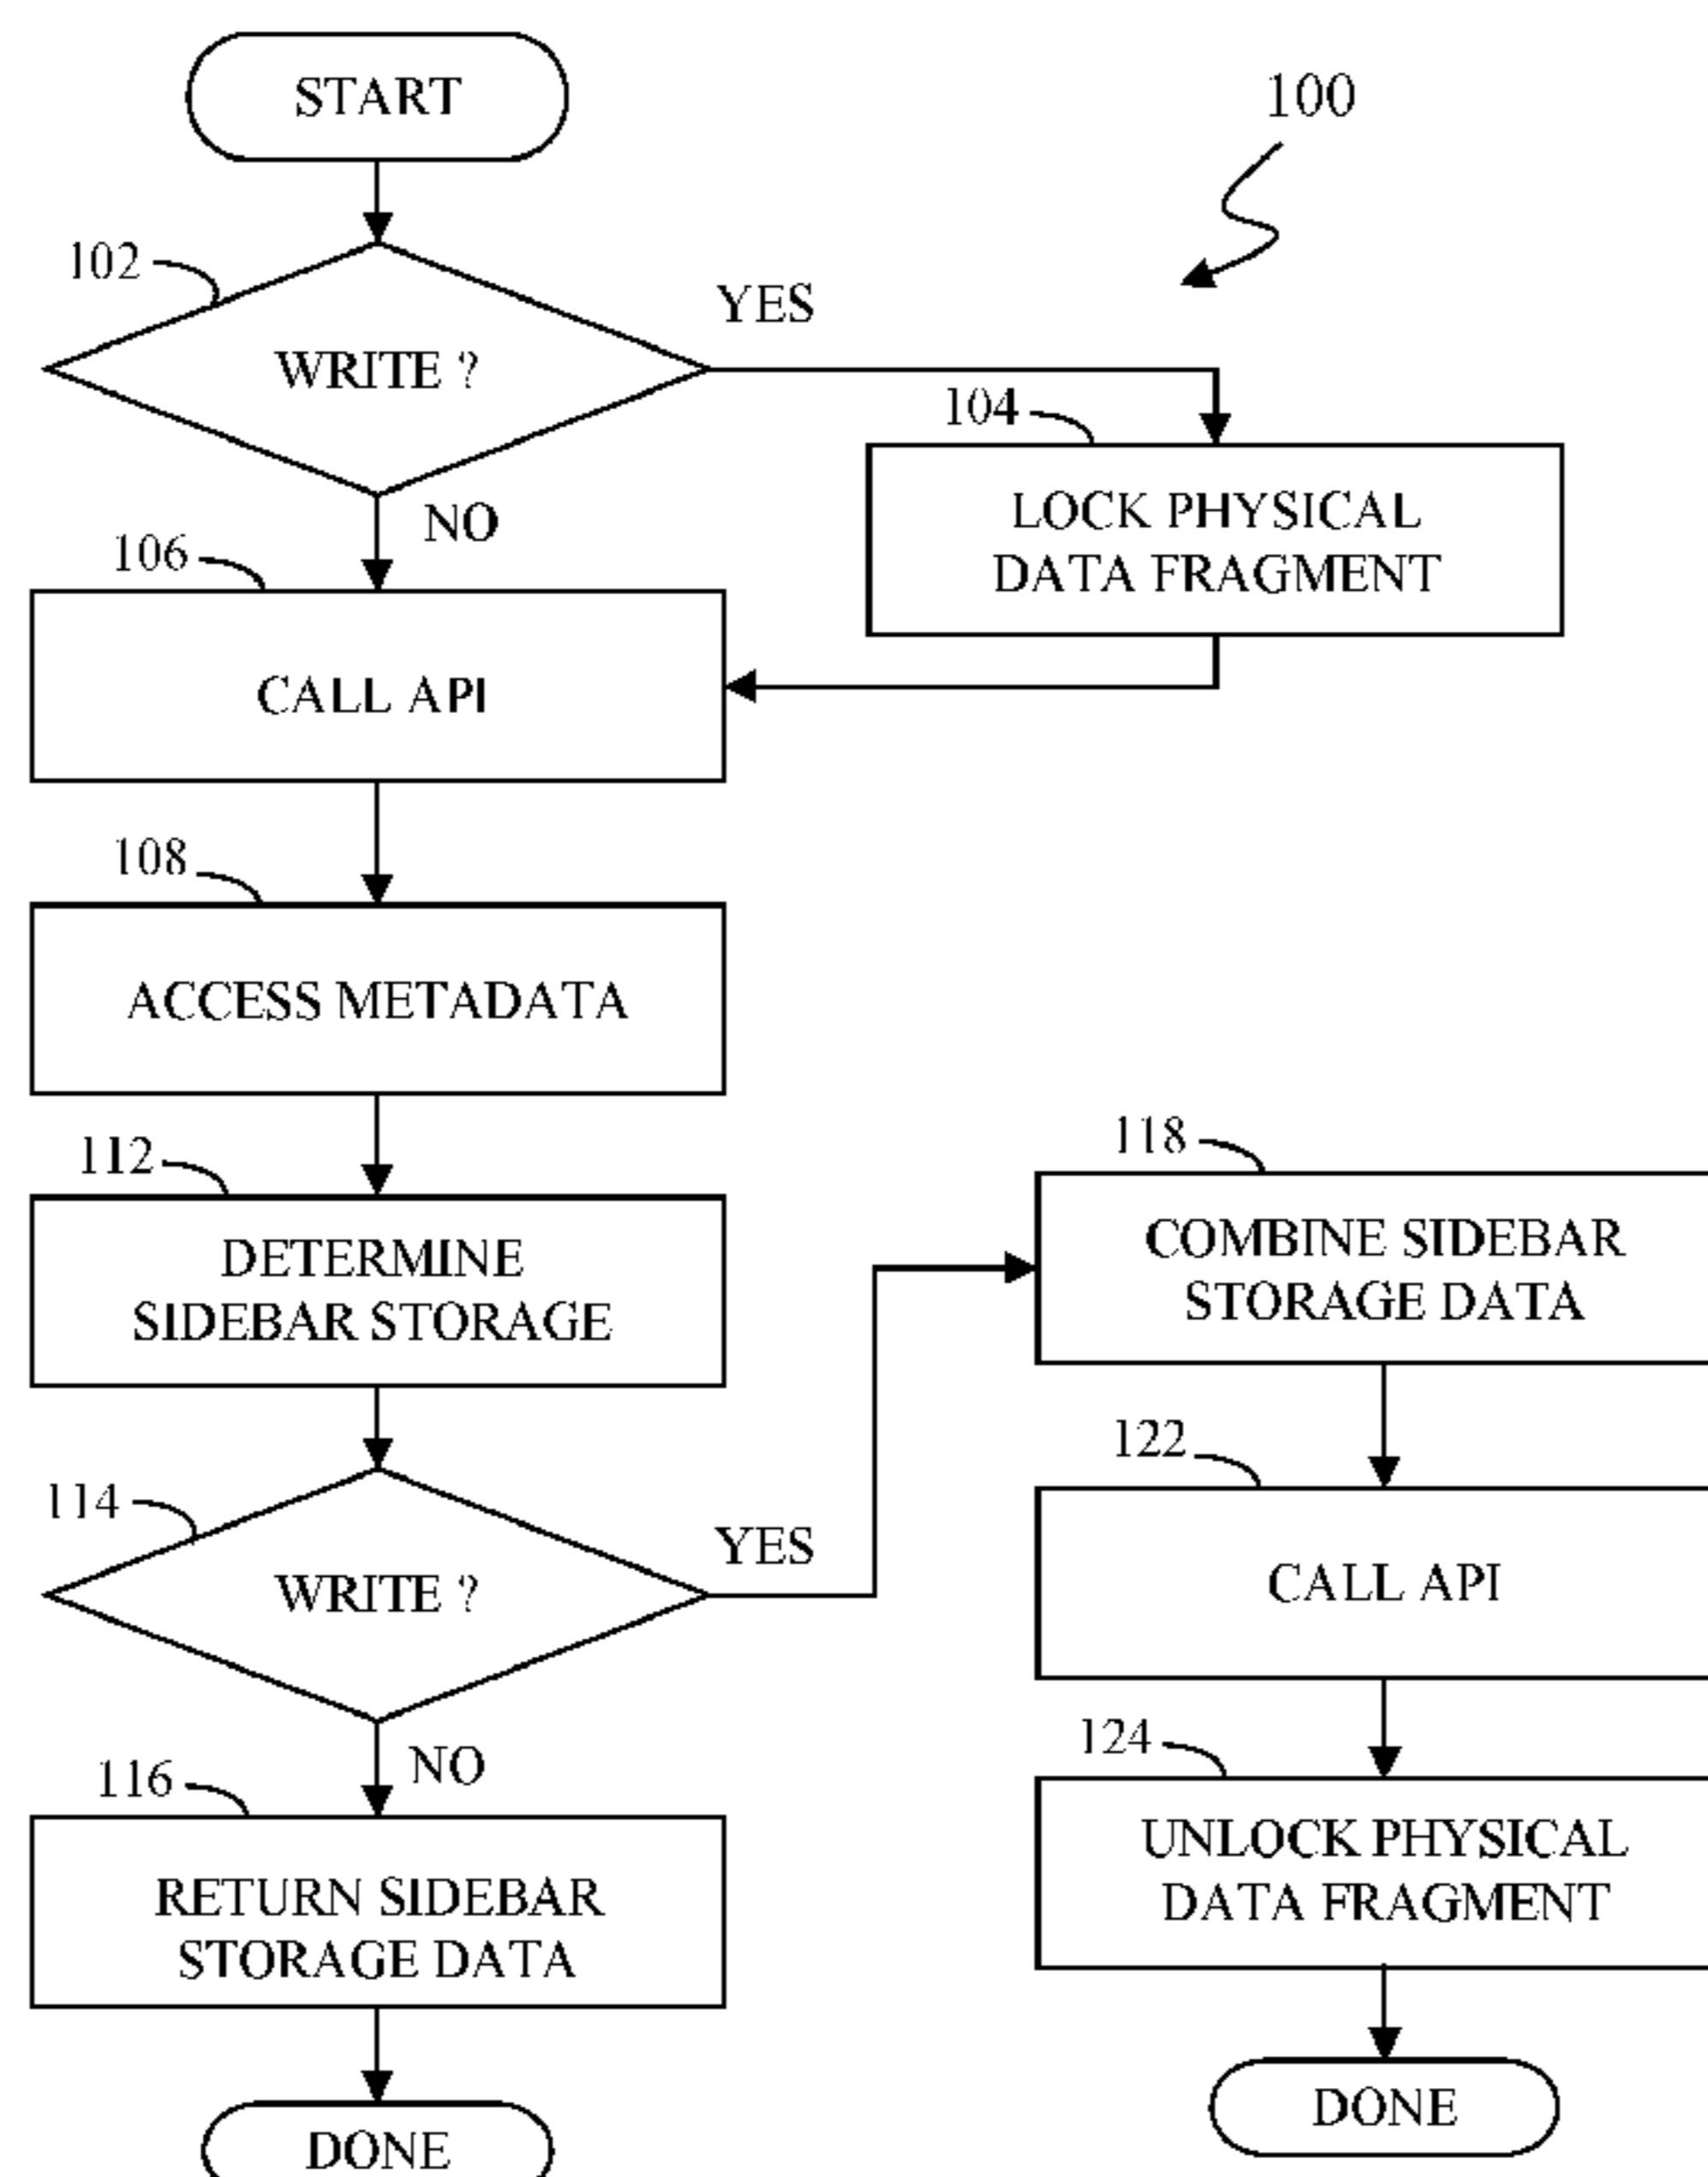 START
100
102
WRITE ?
YES
104
LOCK PHYSICAL
DATA FRAGMENT
NO
106
CALL API
108
ACCESS METADATA
112
DETERMINE
SIDEBAR STORAGE
114
WRITE ?
YES
NO
116
RETURN SIDEBAR
STORAGE DATA
DONE
118
COMBINE SIDEBAR
STORAGE DATA
122
CALL API
124
UNLOCK PHYSICAL
DATA FRAGMENT
DONE